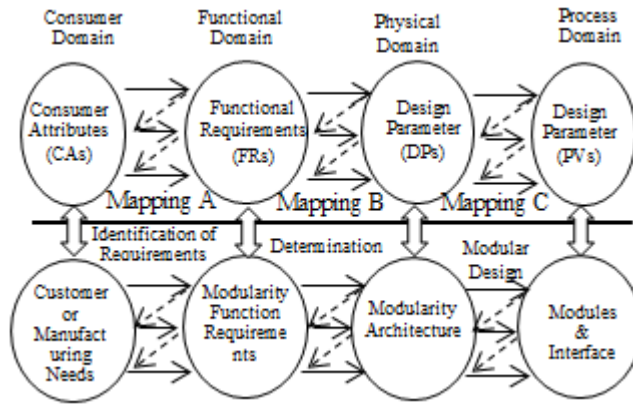 Consumer
Domain
Functional
Domain
Physical
Domain
Process
Domain
Consumer
Attributes
(CAs)
Functional
Requirements
(FRs)
Design
Parameter
(DPs)
Design
Parameter
(PVs)
Mapping A
Mapping B
Mapping C
Identification of
Requirements
Determination
Modular
Design
Customer
or
Manufact
uring
Needs
Modularity
Function
Requireme
nts
Modularity
Architecture
Modules
&
Interface